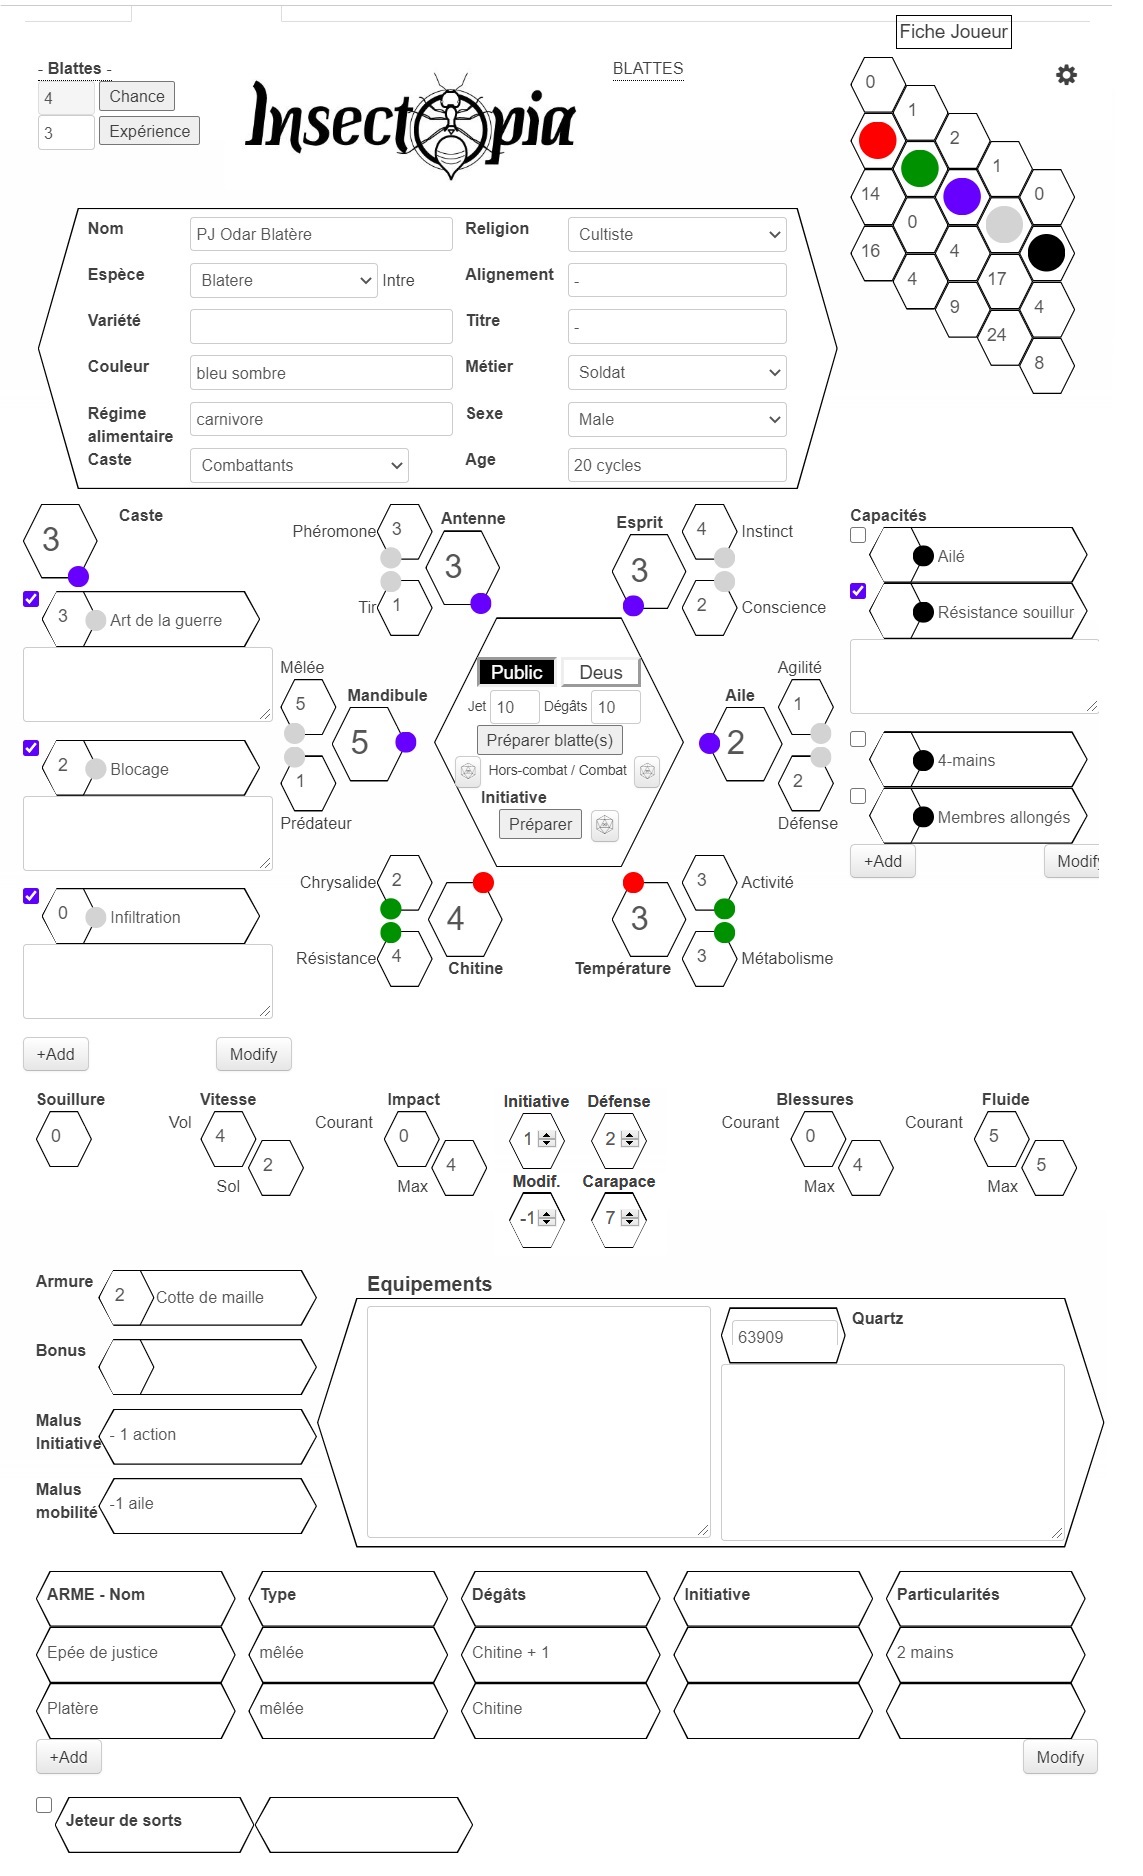 Fiche Joueur
- Blattes -
BLATTES
4 Chance
3 Expérience
Insectopia
0
1
2
1
14
0
0
16
4
4
17
9
4
24
8
Nom PJ Odar Blatère Religion Cultiste
Espèce Blatere Intre Alignement -
Variété Titre -
Couleur bleu sombre Métier Soldat
Régime alimentaire carnivore Sexe Male
Caste Combattants Age 20 cycles
3 Caste
3 Art de la guerre
2 Blocage
0 Infiltration
+Add Modify
Phéromone 3 Antenne
3
Tir 1
Esprit 4 Instinct
3
2 Conscience
Mêlée
5 Mandibule
5
1
Prédateur
Public Deus
Jet 10 Dégâts 10
Préparer blatte(s)
Hors-combat / Combat
Initiative
Préparer
Agilité
Aile 1
2
2
Défense
Chrysalide 2
4
Résistance 4 Chitine
3 Activité
3
Température 3 Métabolisme
Capacités
Ailé
Résistance souillur
4-mains
Membres allongés
+Add Modify
Souillure Vitesse Impact Initiative Défense Blessures Fluide
0 Vol 4 Courant 0 1 2 Courant 0 Courant 5
2 4 4 5
Sol Max Modif. Carapace Max Max
-1 7
Armure 2 Cotte de maille
Bonus
Malus Initiative - 1 action
Malus mobilité -1 aile
Equipements
63909 Quartz
ARME - Nom Type Dégâts Initiative Particularités
Epée de justice mêlée Chitine + 1 2 mains
Platère mêlée Chitine
+Add Modify
Jeteur de sorts